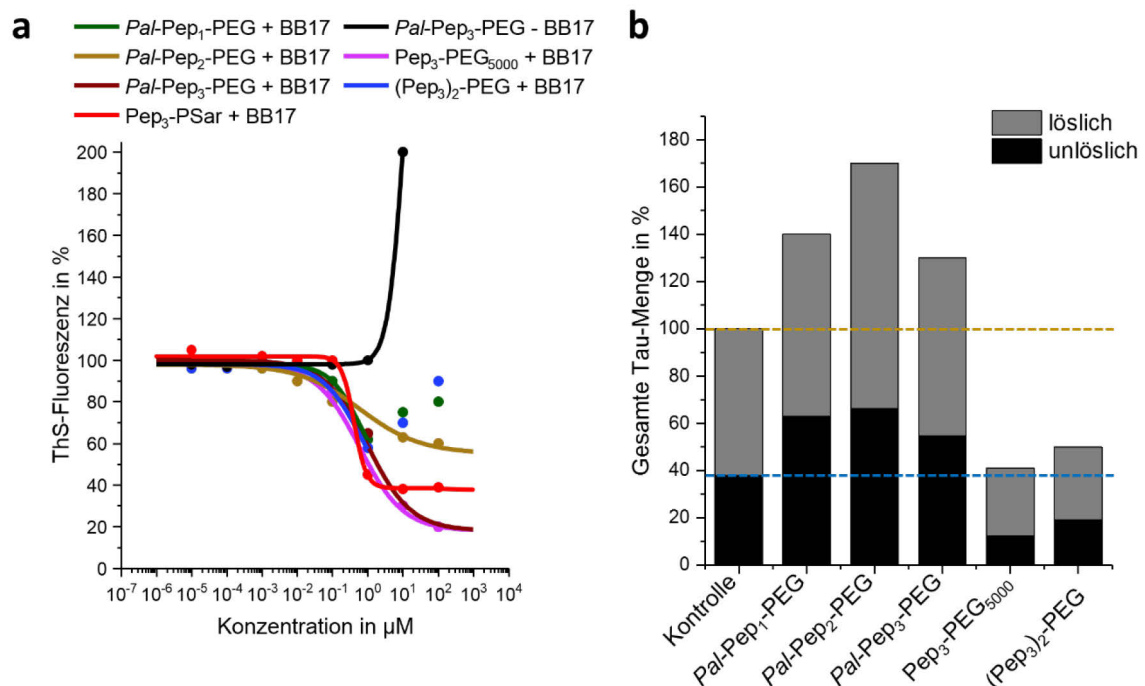 a
Pal-Pep₁-PEG + BB17
Pal-Pep₂-PEG + BB17
Pal-Pep₃-PEG + BB17
Pep₃-PSar + BB17
Pal-Pep₃-PEG - BB17
Pep₃-PEG₅₀₀₀ + BB17
(Pep₃)₂-PEG + BB17
ThS-Fluoreszenz in %
200
180
160
140
120
100
80
60
40
20
0
10⁻⁷ 10⁻⁶ 10⁻⁵ 10⁻⁴ 10⁻³ 10⁻² 10⁻¹ 10⁰ 10¹ 10² 10³ 10⁴
Konzentration in µM
b
löslich
unlöslich
Gesamte Tau-Menge in %
180
160
140
120
100
80
60
40
20
0
Kontrolle
Pal-Pep₁-PEG
Pal-Pep₂-PEG
Pal-Pep₃-PEG
Pep₃-PEG₅₀₀₀
(Pep₃)₂-PEG